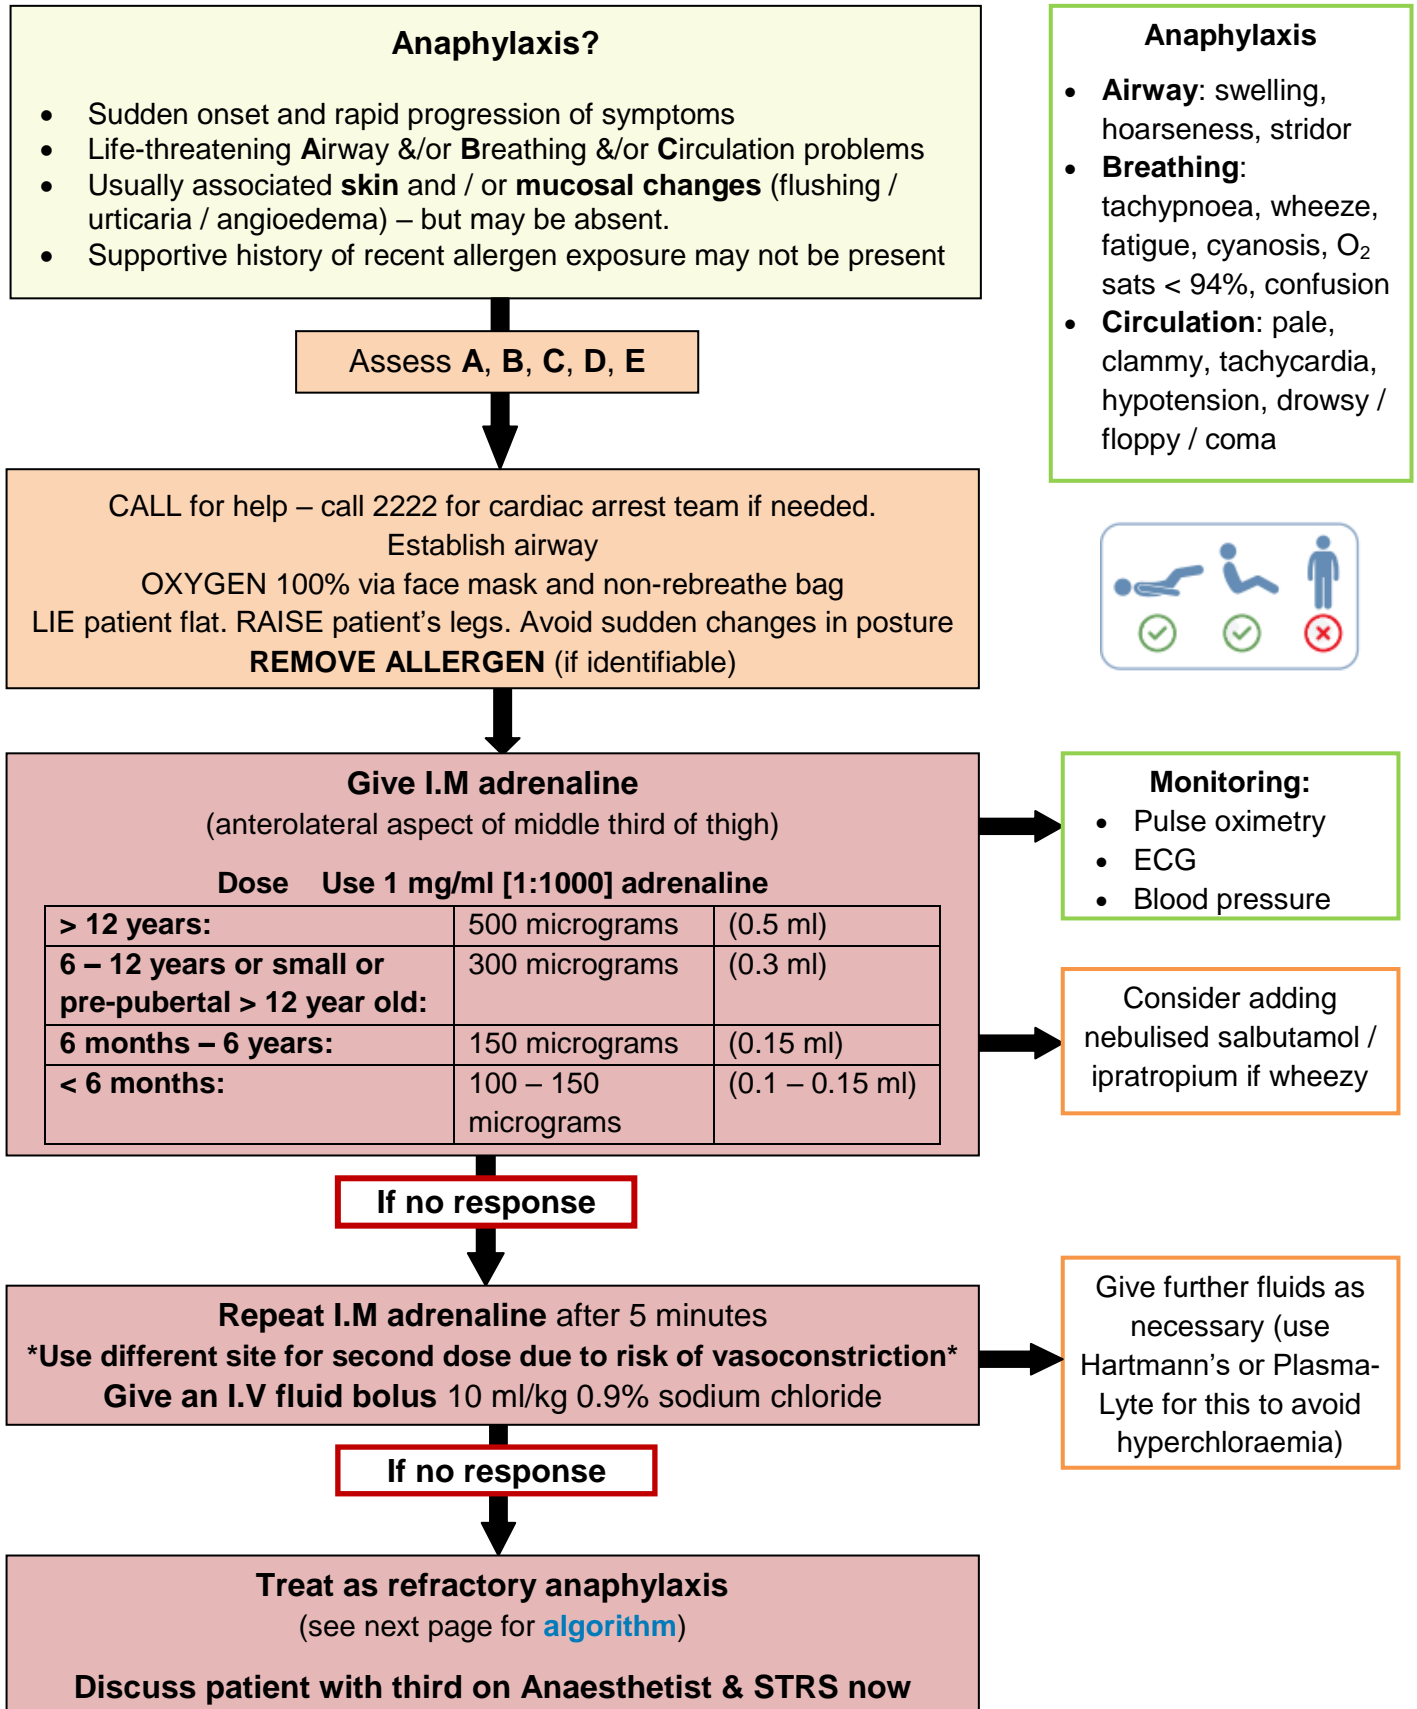 Anaphylaxis?
• Sudden onset and rapid progression of symptoms
• Life-threatening Airway &/or Breathing &/or Circulation problems
• Usually associated skin and / or mucosal changes (flushing /
urticaria / angioedema) – but may be absent.
• Supportive history of recent allergen exposure may not be present
Anaphylaxis
• Airway: swelling,
hoarseness, stridor
• Breathing:
tachypnoea, wheeze,
fatigue, cyanosis, O₂
sats < 94%, confusion
• Circulation: pale,
clammy, tachycardia,
hypotension, drowsy /
floppy / coma
Assess A, B, C, D, E
CALL for help – call 2222 for cardiac arrest team if needed.
Establish airway
OXYGEN 100% via face mask and non-rebreathe bag
LIE patient flat. RAISE patient’s legs. Avoid sudden changes in posture
REMOVE ALLERGEN (if identifiable)
Give I.M adrenaline
(anterolateral aspect of middle third of thigh)
Dose Use 1 mg/ml [1:1000] adrenaline
> 12 years: 500 micrograms (0.5 ml)
6 – 12 years or small or 300 micrograms (0.3 ml)
pre-pubertal > 12 year old:
6 months – 6 years: 150 micrograms (0.15 ml)
< 6 months: 100 – 150 (0.1 – 0.15 ml)
micrograms
Monitoring:
• Pulse oximetry
• ECG
• Blood pressure
Consider adding
nebulised salbutamol /
ipratropium if wheezy
If no response
Repeat I.M adrenaline after 5 minutes
*Use different site for second dose due to risk of vasoconstriction*
Give an I.V fluid bolus 10 ml/kg 0.9% sodium chloride
Give further fluids as
necessary (use
Hartmann’s or Plasma-
Lyte for this to avoid
hyperchloraemia)
If no response
Treat as refractory anaphylaxis
(see next page for algorithm)
Discuss patient with third on Anaesthetist & STRS now